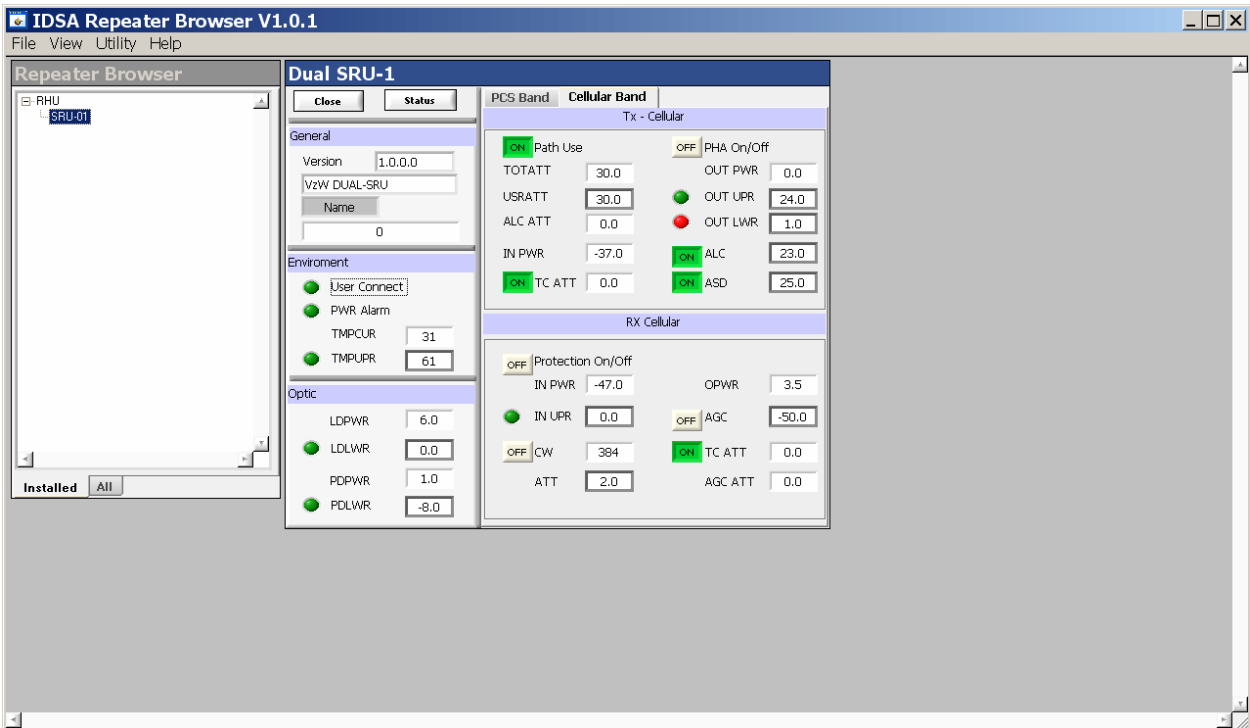 IDSA Repeater Browser V1.0.1
File View Utility Help
Repeater Browser
RHU
SRU-01
Installed All
Dual SRU-1
Close Status
General
Version 1.0.0.0
VzW DUAL-SRU
Name
0
Enviroment
User Connect
PWR Alarm
TMPCUR 31
TMPUPR 61
Optic
LDPWR 6.0
LDLWR 0.0
PDPWR 1.0
PDLWR -8.0
PCS Band Cellular Band
Tx - Cellular
ON Path Use OFF PHA On/Off
TOTATT 30.0 OUT PWR 0.0
USRATT 30.0 OUT UPR 24.0
ALC ATT 0.0 OUT LWR 1.0
IN PWR -37.0 ON ALC 23.0
ON TC ATT 0.0 ON ASD 25.0
RX Cellular
OFF Protection On/Off
IN PWR -47.0 OPWR 3.5
IN UPR 0.0 OFF AGC -50.0
OFF CW 384 ON TC ATT 0.0
ATT 2.0 AGC ATT 0.0